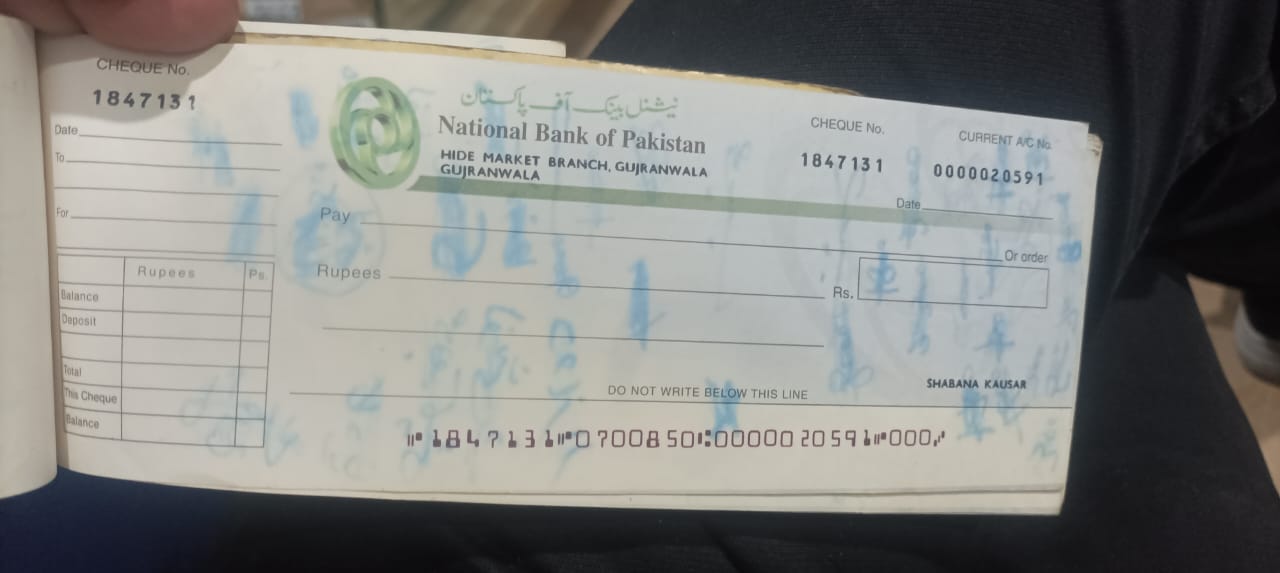 CHEQUE No.
1847131
Date
To
For
Rupees Ps.
Balance
Deposit
Total
This Cheque
Balance
نیشنل بینک آف پاکستان
National Bank of Pakistan
HIDE MARKET BRANCH, GUJRANWALA
GUJRANWALA
CHEQUE No.
1847131
CURRENT A/C No.
0000020591
Date
Pay
Or order
Rupees
Rs.
SHABANA KAUSAR
DO NOT WRITE BELOW THIS LINE
⑈1847131⑈0700850⑆0000020591⑈000⑇